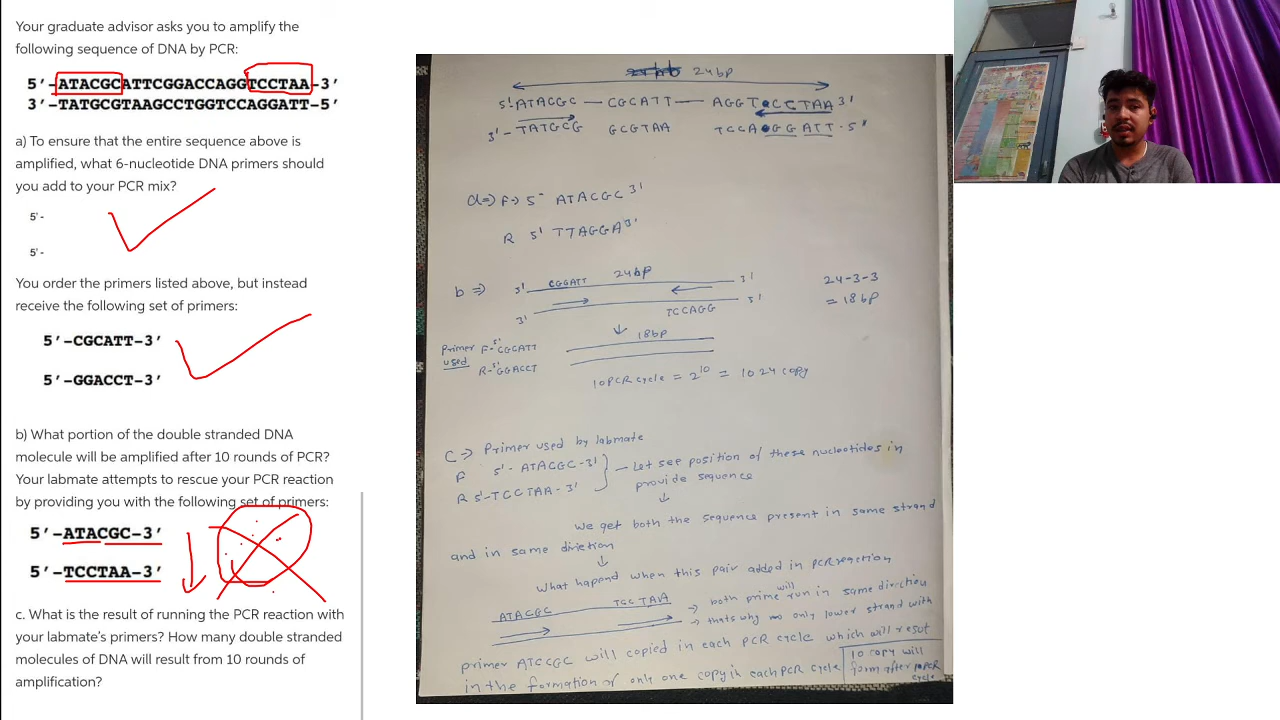 Your graduate advisor asks you to amplify the
following sequence of DNA by PCR:
5′-ATACGCATTCGGACCAGGTCCTAA-3′
3′-TATGCGTAAGCCTGGTCCAGGATT-5′
a) To ensure that the entire sequence above is
amplified, what 6-nucleotide DNA primers should
you add to your PCR mix?
5'-
5'-
You order the primers listed above, but instead
receive the following set of primers:
5′-CGCATT-3′
5′-GGACCT-3′
b) What portion of the double stranded DNA
molecule will be amplified after 10 rounds of PCR?
Your labmate attempts to rescue your PCR reaction
by providing you with the following set of primers:
5′-ATACGC-3′
5′-TCCTAA-3′
c. What is the result of running the PCR reaction with
your labmate's primers? How many double stranded
molecules of DNA will result from 10 rounds of
amplification?
24bp
5'-ATACGC — CGCATT — AGGTCCTAA 3'
3'-TATGCG GCGTAA TCCAGGATT-5'
a=> F-> 5'- ATACGC 3'
R 5' TTAGGA 3'
b => 5' CGGATT 24bp 3'
3' TCCAGG 5'
24-3-3
= 18bp
18bp
Primer used F-5'CGCATT
R-5'GGACCT
10 PCR cycle = 2^10 = 1024 copy
C => Primer used by labmate
F 5'- ATACGC-3'
R 5'-TCCTAA-3'
Let see position of these nucleotides in
provide sequence
We get both the sequence present in same strand
and in same diretion
What hapend when this pair added in PCR reaction
ATACGC TCCTAA
→ both prime will run in same direction
→ thats why only lower strand with
primer ATCCGC will copied in each PCR cycle which will resut
in the formation of only one copy in each PCR cycle
10 copy will
form after 10 PCR
cycle